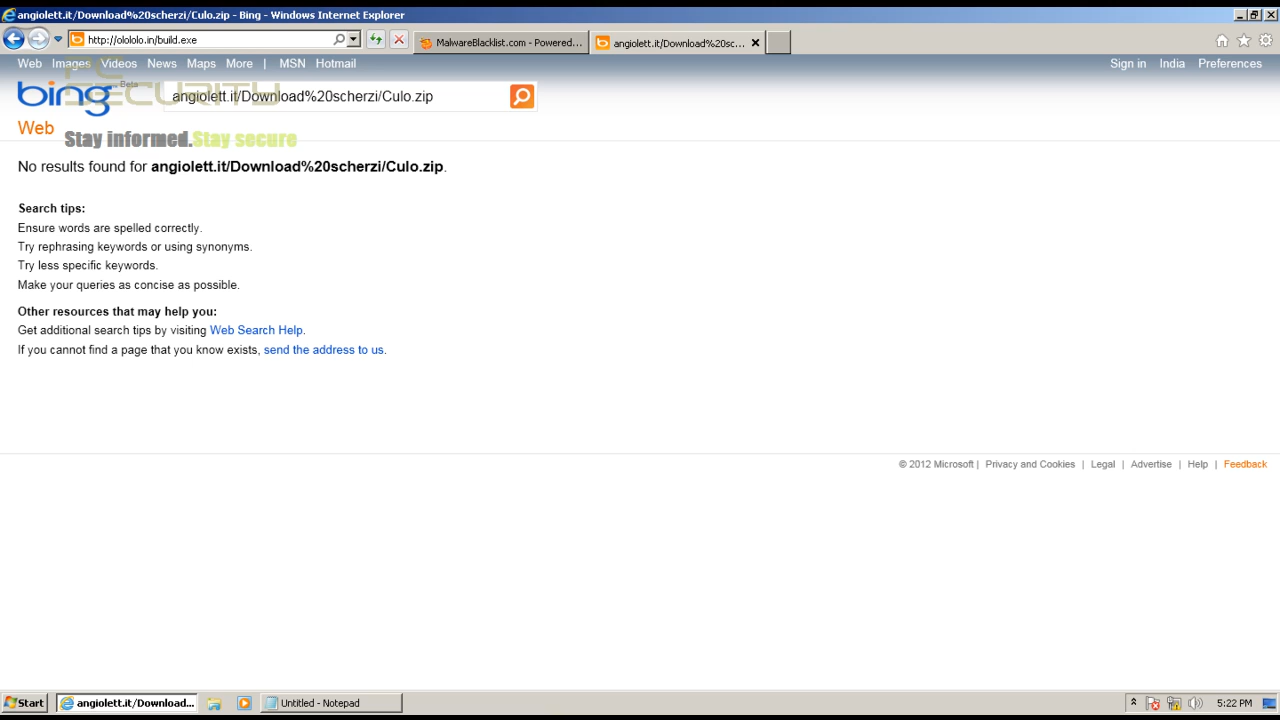 angiolett.it/Download%20scherzi/Culo.zip - Bing - Windows Internet Explorer
http://olololo.in/build.exe
MalwareBlacklist.com - Powered...
angiolett.it/Download%20sc...
Web Images Videos News Maps More | MSN Hotmail
Sign in India Preferences
PC
bing Beta
SECURITY
angiolett.it/Download%20scherzi/Culo.zip
Web
Stay informed.Stay secure
No results found for angiolett.it/Download%20scherzi/Culo.zip.
Search tips:
Ensure words are spelled correctly.
Try rephrasing keywords or using synonyms.
Try less specific keywords.
Make your queries as concise as possible.
Other resources that may help you:
Get additional search tips by visiting Web Search Help.
If you cannot find a page that you know exists, send the address to us.
© 2012 Microsoft | Privacy and Cookies | Legal | Advertise | Help | Feedback
Start
angiolett.it/Download...
Untitled - Notepad
5:22 PM